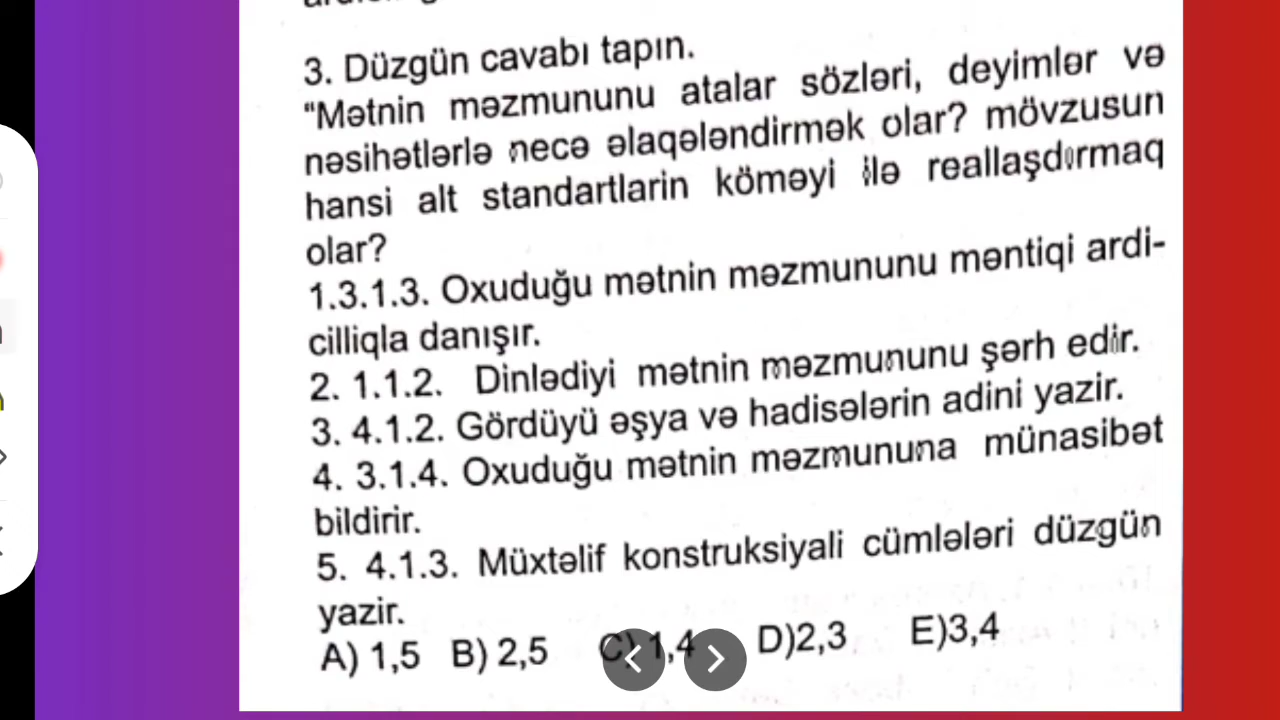 3. Düzgün cavabı tapın.
“Mətnin məzmununu atalar sözləri, deyimlər və
nəsihətlərlə necə əlaqələndirmək olar? mövzusun
hansi alt standartlarin köməyi ilə reallaşdırmaq
olar?
1.3.1.3. Oxuduğu mətnin məzmununu məntiqi ardi-
cilliqla danışır.
2. 1.1.2. Dinlədiyi mətnin məzmununu şərh edir.
3. 4.1.2. Gördüyü əşya və hadisələrin adini yazir.
4. 3.1.4. Oxuduğu mətnin məzmununa münasibət
bildirir.
5. 4.1.3. Müxtəlif konstruksiyali cümlələri düzgün
yazir.
A) 1,5 B) 2,5 C) 1,4 D)2,3 E)3,4